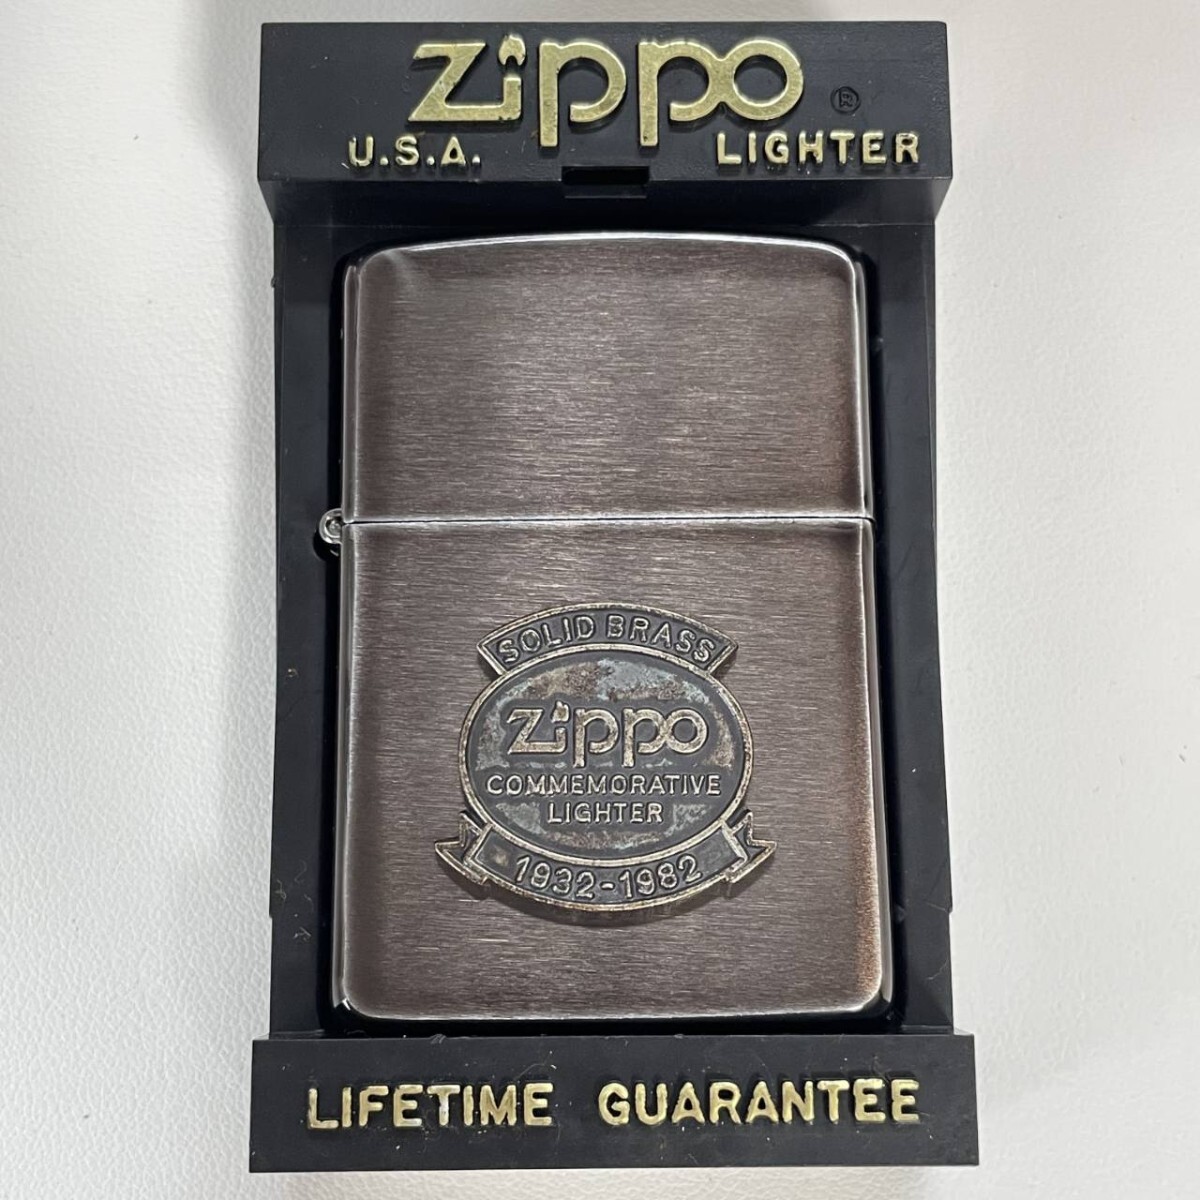 Zippo ®
U.S.A. LIGHTER
SOLID BRASS
Zippo
COMMEMORATIVE
LIGHTER
1932-1982
LIFETIME GUARANTEE